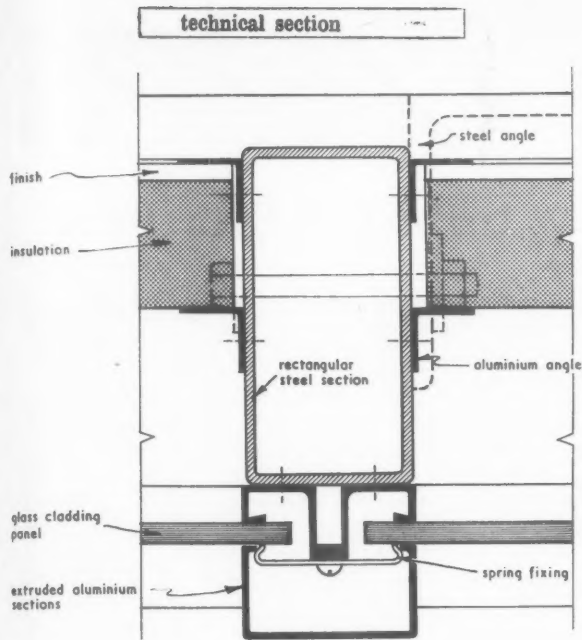 technical section
steel angle
finish
insulation
rectangular
steel section
aluminium angle
glass cladding
panel
extruded aluminium
sections
spring fixing